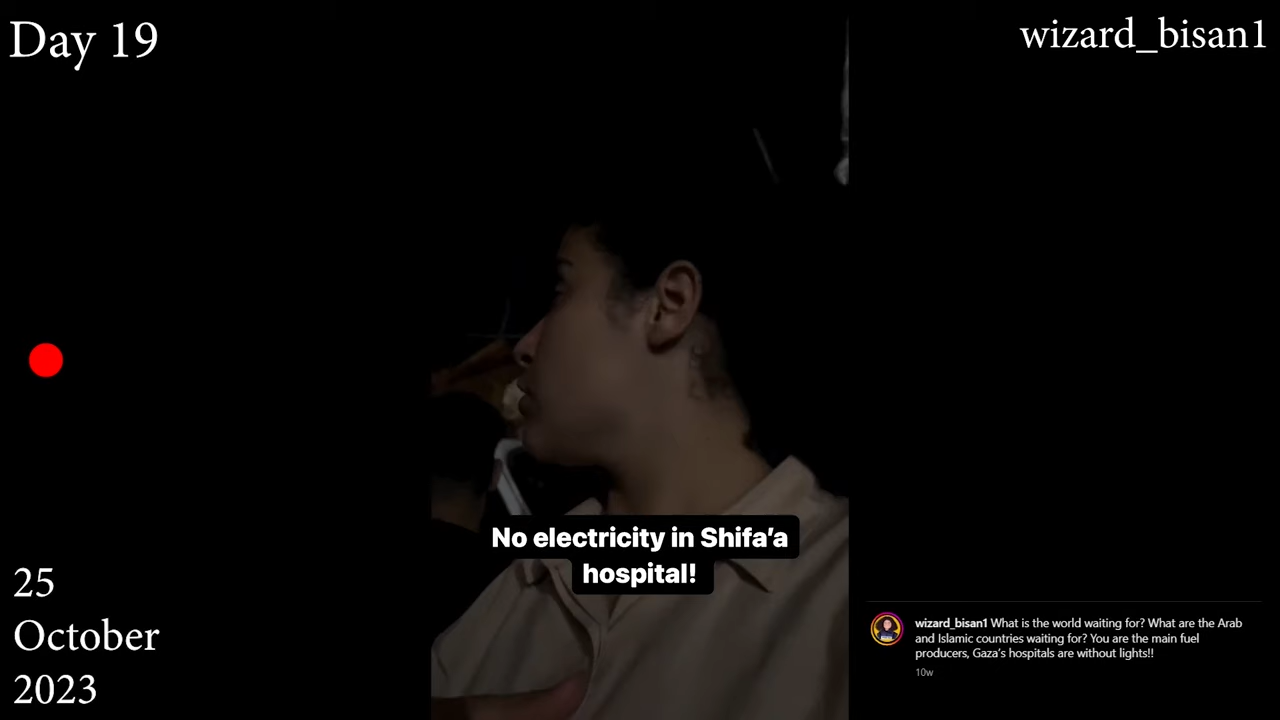 Day 19
wizard_bisan1
No electricity in Shifa’a
hospital!
25
October
2023
wizard_bisan1 What is the world waiting for? What are the Arab
and Islamic countries waiting for? You are the main fuel
producers, Gaza’s hospitals are without lights!!
10w